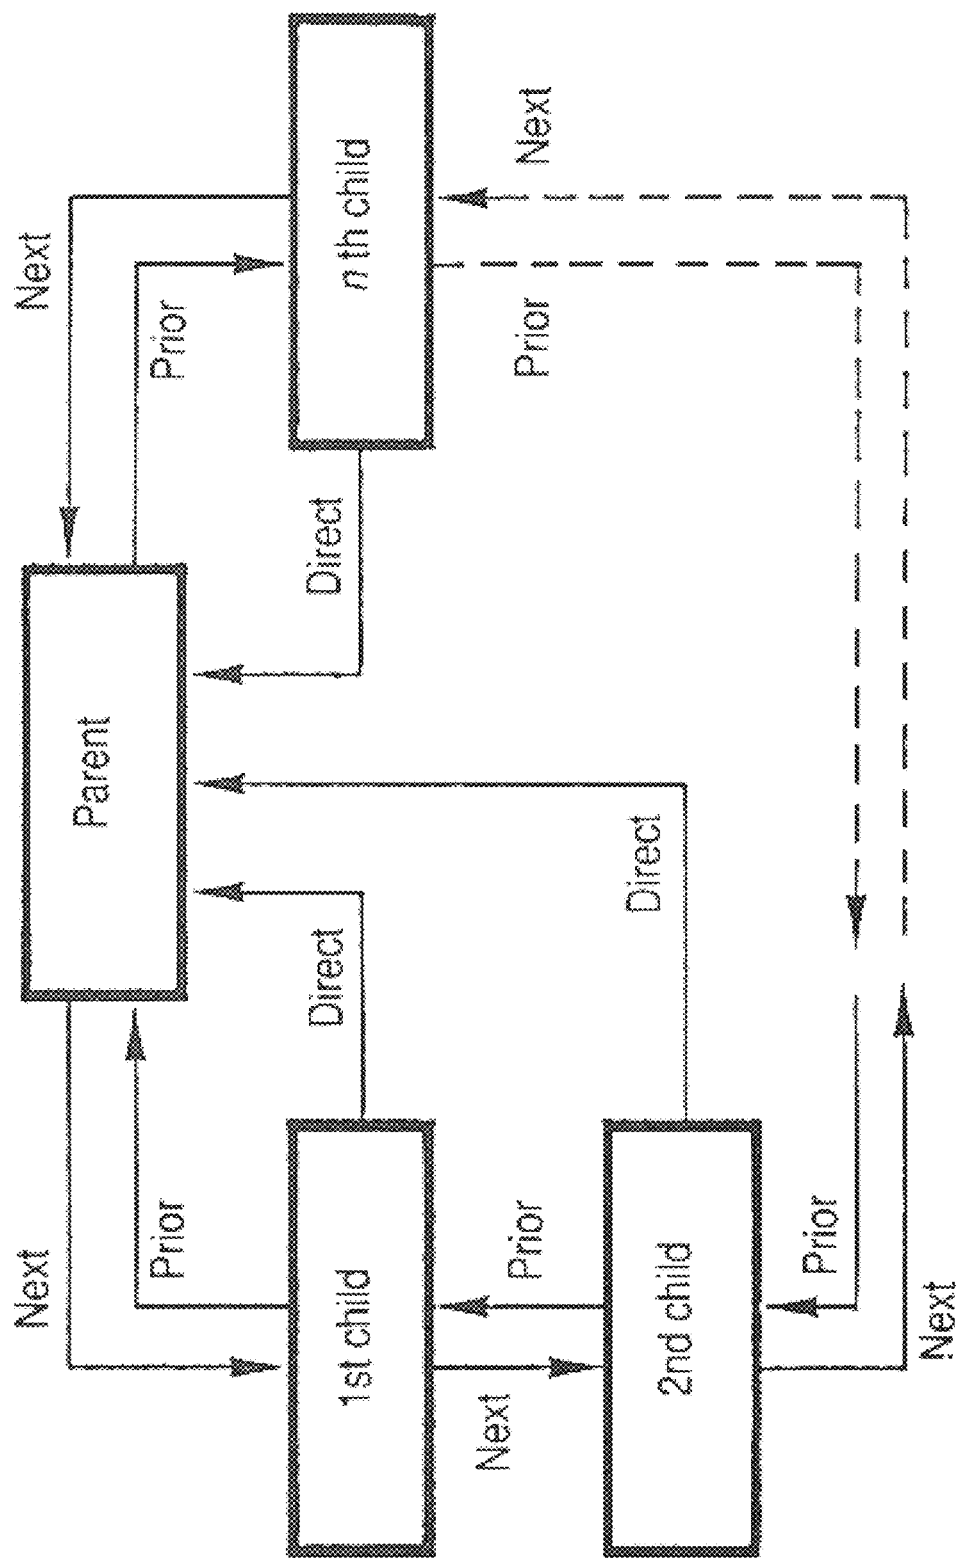 Next
Next
Parent
Prior
Prior
Direct
Direct
1st child
n th child
Next
Prior
Prior
Next
Direct
2nd child
Prior
Next